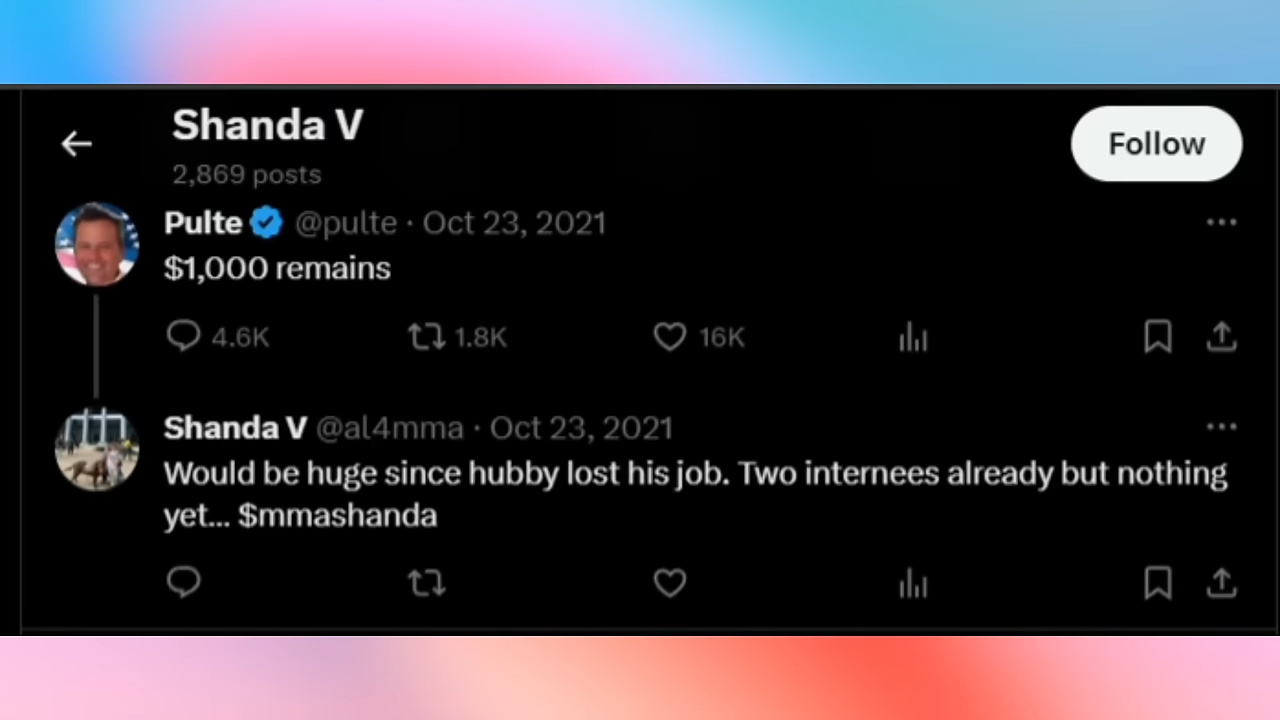 Shanda V
2,869 posts
Follow
Pulte @pulte · Oct 23, 2021
$1,000 remains
4.6K 1.8K 16K
Shanda V @al4mma · Oct 23, 2021
Would be huge since hubby lost his job. Two internees already but nothing
yet... $mmashanda